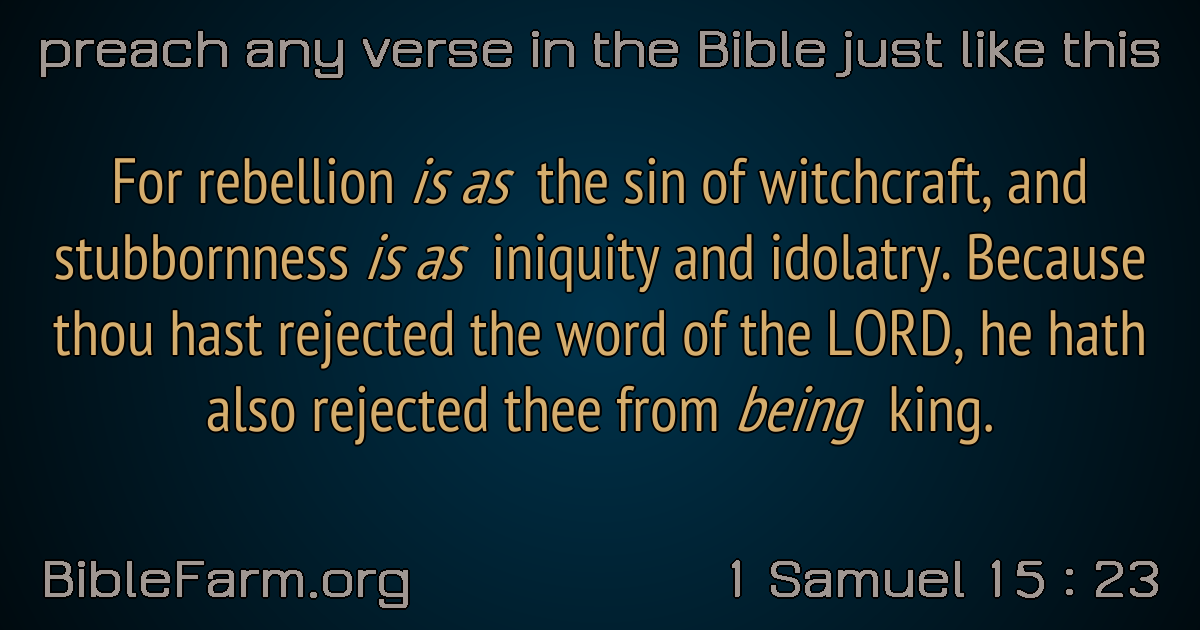 preach any verse in the Bible just like this
For rebellion is as the sin of witchcraft, and
stubbornness is as iniquity and idolatry. Because
thou hast rejected the word of the LORD, he hath
also rejected thee from being king.
BibleFarm.org
1 Samuel 15 : 23